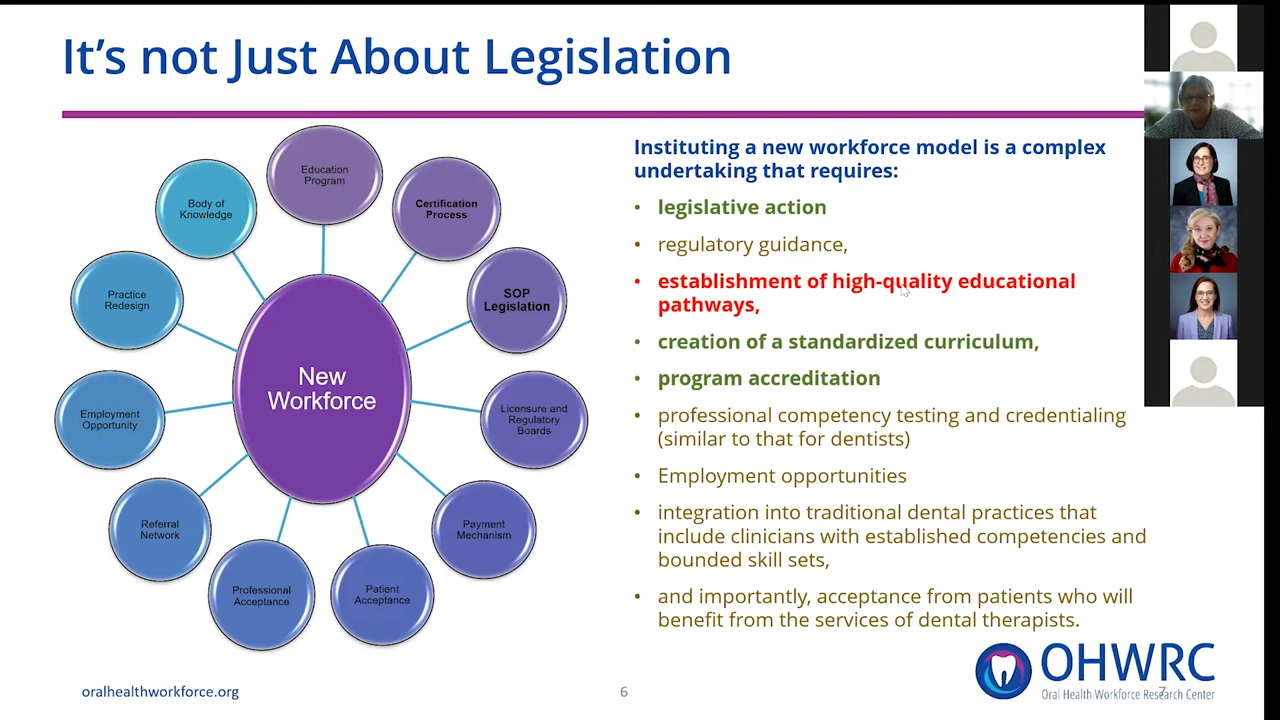 It's not Just About Legislation
Education
Program
Certification
Process
SOP
Legislation
Licensure and
Regulatory
Boards
Payment
Mechanism
Patient
Acceptance
Professional
Acceptance
Referral
Network
Employment
Opportunity
Practice
Redesign
Body of
Knowledge
New
Workforce
Instituting a new workforce model is a complex
undertaking that requires:
• legislative action
• regulatory guidance,
• establishment of high-quality educational
pathways,
• creation of a standardized curriculum,
• program accreditation
• professional competency testing and credentialing
(similar to that for dentists)
• Employment opportunities
• integration into traditional dental practices that
include clinicians with established competencies and
bounded skill sets,
• and importantly, acceptance from patients who will
benefit from the services of dental therapists.
OHWRC
Oral Health Workforce Research Center
oralhealthworkforce.org
6
7